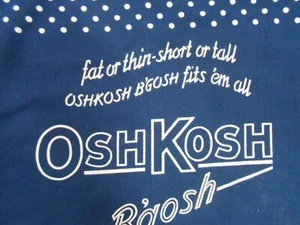 fat or thin-short or tall
OSHKOSH B'GOSH fits 'em all
OSHKOSH
B'gosh